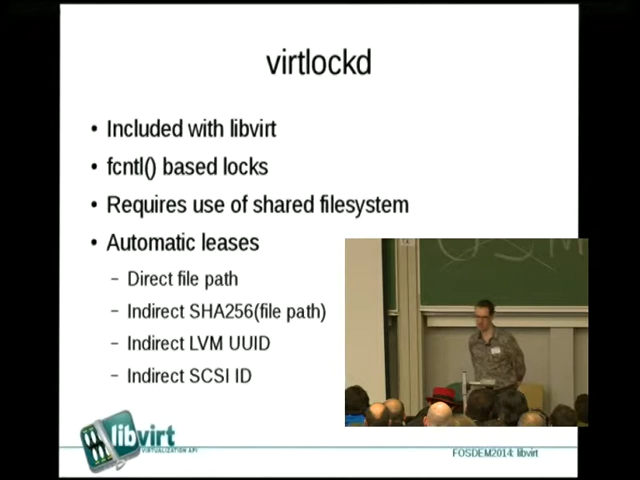 virtlockd
• Included with libvirt
• fcntl() based locks
• Requires use of shared filesystem
• Automatic leases
– Direct file path
– Indirect SHA256(file path)
– Indirect LVM UUID
– Indirect SCSI ID
libvirt
VIRTUALIZATION API
FOSDEM2014: libvirt